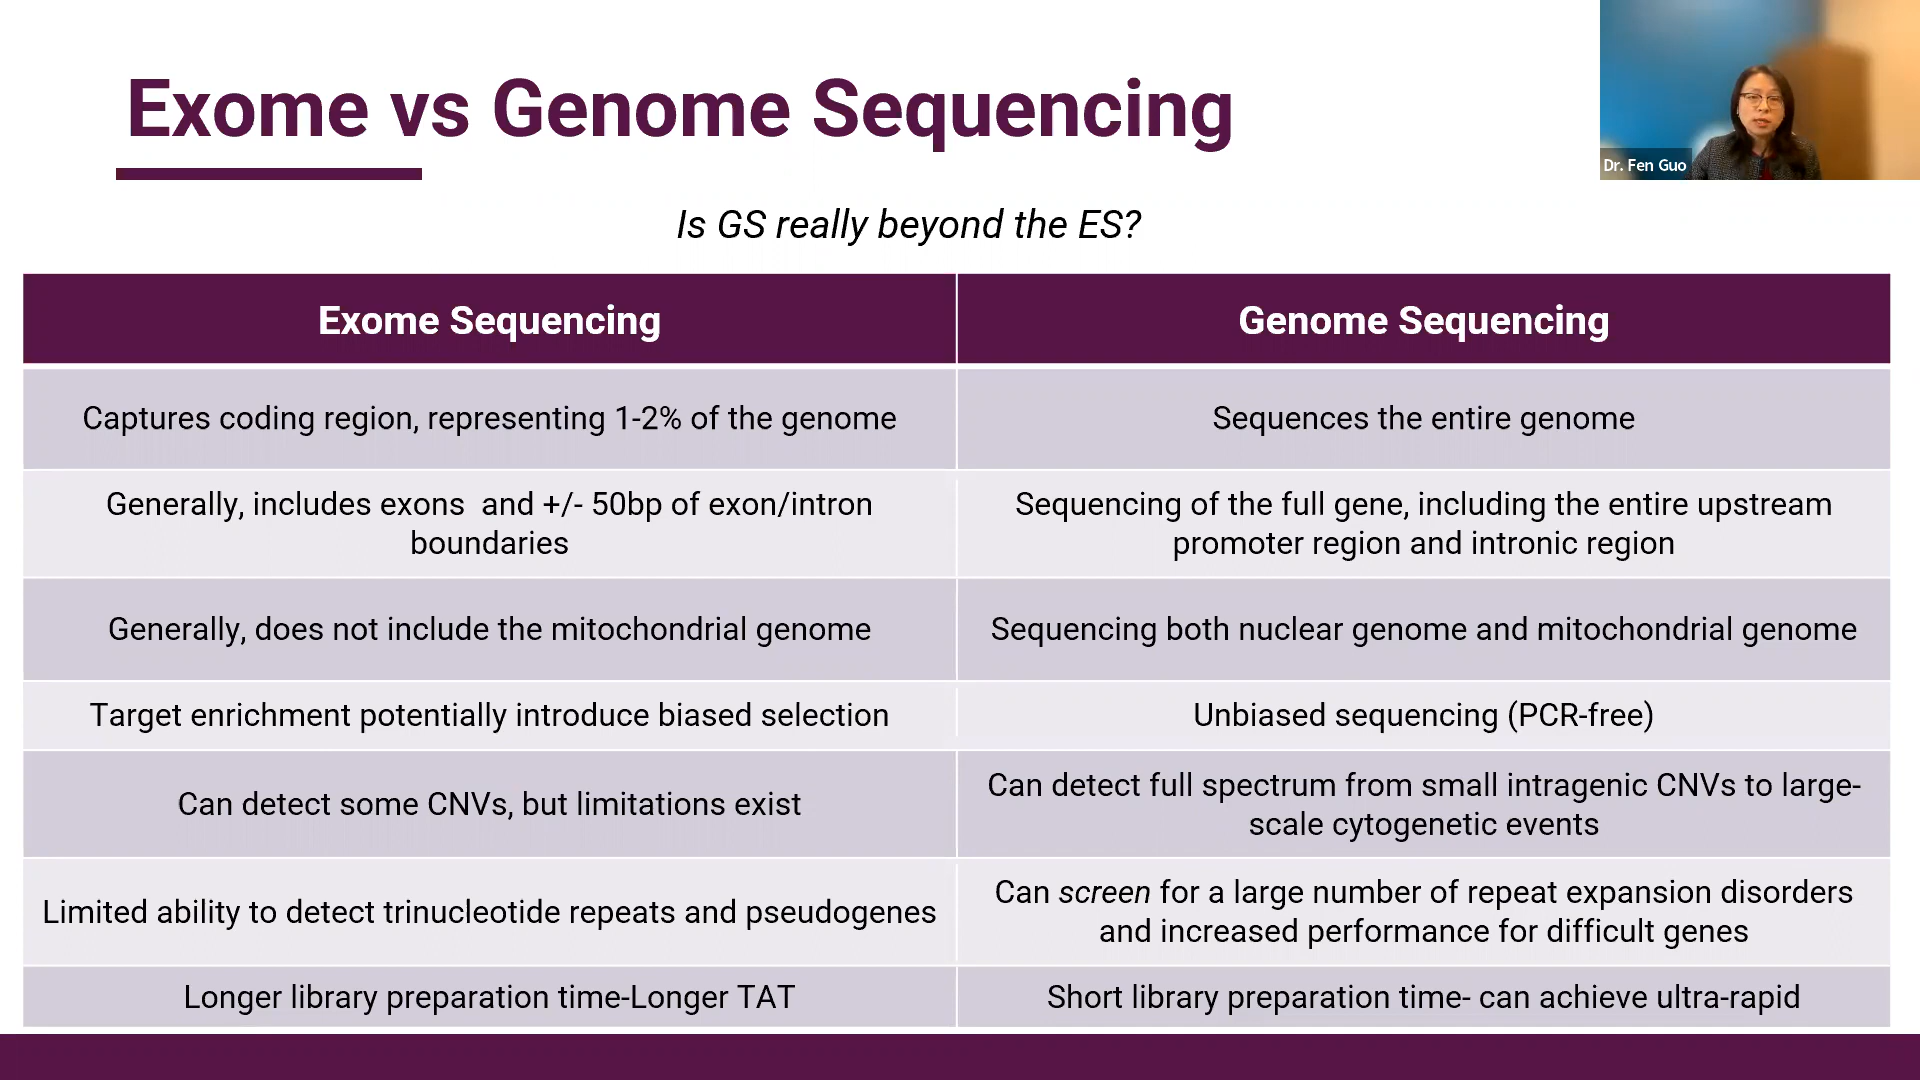 Exome vs Genome Sequencing
Dr. Fen Guo
Is GS really beyond the ES?
Exome Sequencing
Genome Sequencing
Captures coding region, representing 1-2% of the genome
Sequences the entire genome
Generally, includes exons  and +/- 50bp of exon/intron
boundaries
Sequencing of the full gene, including the entire upstream
promoter region and intronic region
Generally, does not include the mitochondrial genome
Sequencing both nuclear genome and mitochondrial genome
Target enrichment potentially introduce biased selection
Unbiased sequencing (PCR-free)
Can detect some CNVs, but limitations exist
Can detect full spectrum from small intragenic CNVs to large-
scale cytogenetic events
Limited ability to detect trinucleotide repeats and pseudogenes
Can screen for a large number of repeat expansion disorders
and increased performance for difficult genes
Longer library preparation time-Longer TAT
Short library preparation time- can achieve ultra-rapid